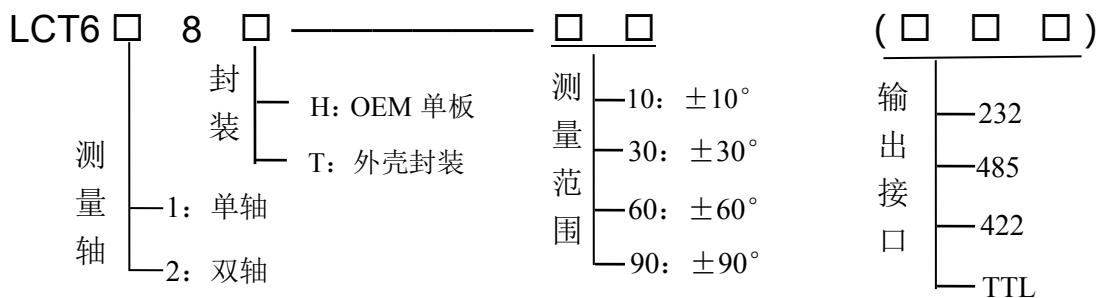 LCT6 □ 8 □ ———————— □ □ (□ □ □)
测量轴
1：单轴
2：双轴
封装
H：OEM 单板
T：外壳封装
测量范围
10：±10°
30：±30°
60：±60°
90：±90°
输出接口
232
485
422
TTL